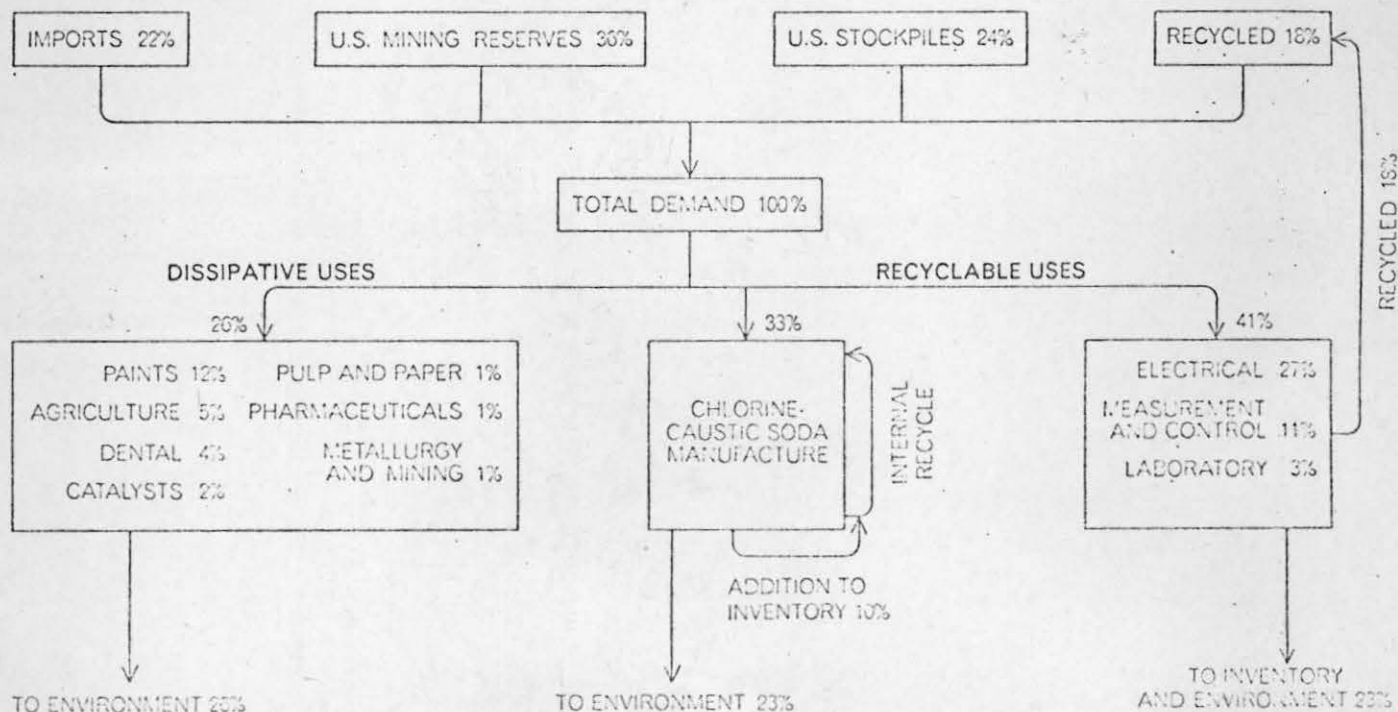 IMPORTS 22%
U.S. MINING RESERVES 36%
U.S. STOCKPILES 24%
RECYCLED 18%
TOTAL DEMAND 100%
RECYCLED 18%
DISSIPATIVE USES
RECYCLABLE USES
26%
33%
41%
PAINTS 12%
AGRICULTURE 5%
DENTAL 4%
CATALYSTS 2%
PULP AND PAPER 1%
PHARMACEUTICALS 1%
METALLURGY
AND MINING 1%
CHLORINE-
CAUSTIC SODA
MANUFACTURE
INTERNAL
RECYCLE
ADDITION TO
INVENTORY 10%
ELECTRICAL 27%
MEASUREMENT
AND CONTROL 11%
LABORATORY 3%
TO ENVIRONMENT 26%
TO ENVIRONMENT 23%
TO INVENTORY
AND ENVIRONMENT 23%